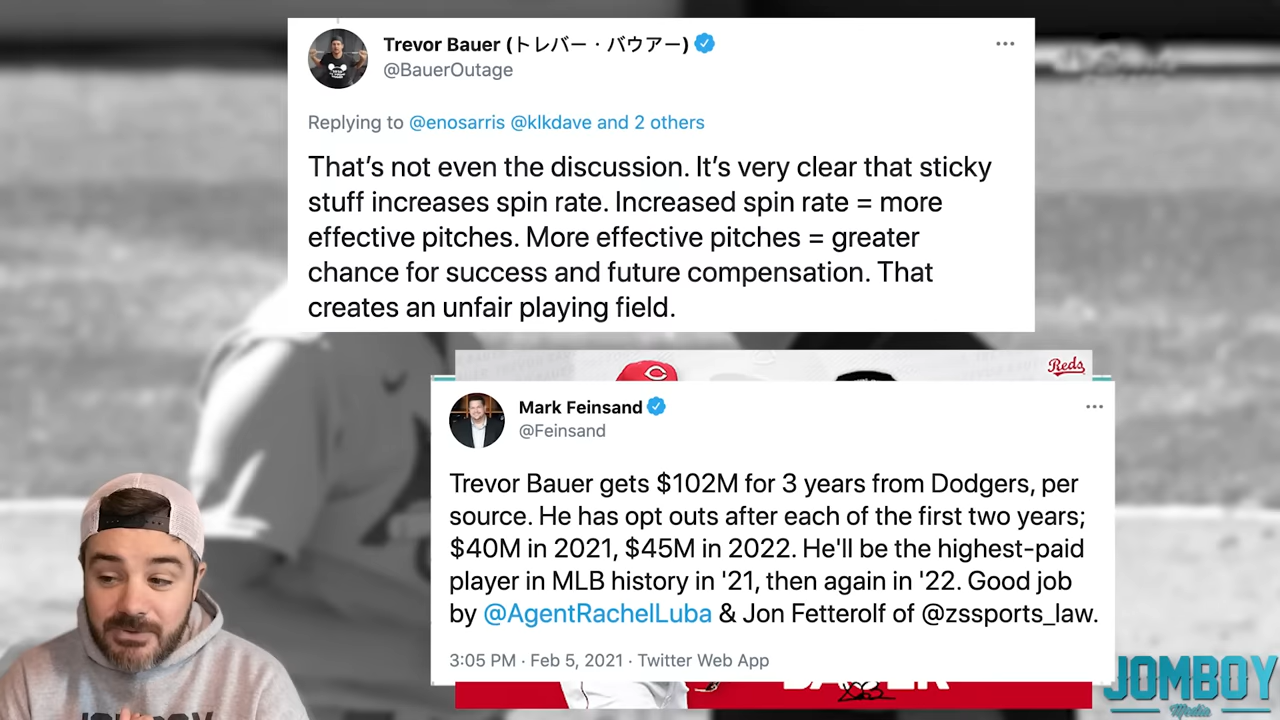 Trevor Bauer (トレバー・バウアー)
@BauerOutage
Replying to @enosarris @klkdave and 2 others
That’s not even the discussion. It’s very clear that sticky
stuff increases spin rate. Increased spin rate = more
effective pitches. More effective pitches = greater
chance for success and future compensation. That
creates an unfair playing field.
Reds
Mark Feinsand
@Feinsand
Trevor Bauer gets $102M for 3 years from Dodgers, per
source. He has opt outs after each of the first two years;
$40M in 2021, $45M in 2022. He'll be the highest-paid
player in MLB history in '21, then again in '22. Good job
by @AgentRachelLuba & Jon Fetterolf of @zssports_law.
3:05 PM · Feb 5, 2021 · Twitter Web App
JOMBOY
Media
JOMBOY